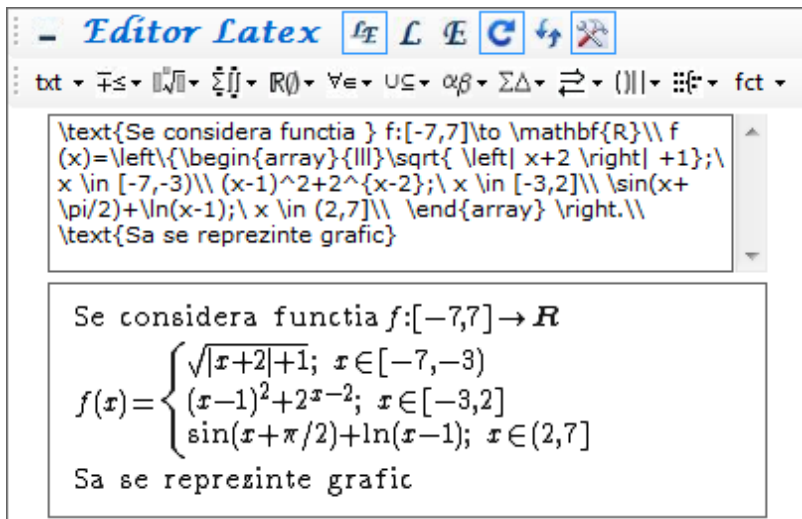 Editor Latex LE L E C
txt ∓≤ √ Σ∫∫ ℝ∅ ∀∈ ∪⊆ αβ ΣΔ ⇄ ()|| fct
\text{Se considera functia } f:[-7,7]\to \mathbf{R}\\ f
(x)=\left\{\begin{array}{lll}\sqrt{ \left| x+2 \right| +1};\
x \in [-7,-3)\\ (x-1)^2+2^{x-2};\ x \in [-3,2]\\ \sin(x+
\pi/2)+\ln(x-1);\ x \in (2,7]\\  \end{array} \right.\\
\text{Sa se reprezinte grafic}
Se considera functia f:[−7,7]→R
√|x+2|+1; x∈[−7,−3)
f(x)={(x−1)²+2ˣ⁻²; x∈[−3,2]
sin(x+π/2)+ln(x−1); x∈(2,7]
Sa se reprezinte grafic